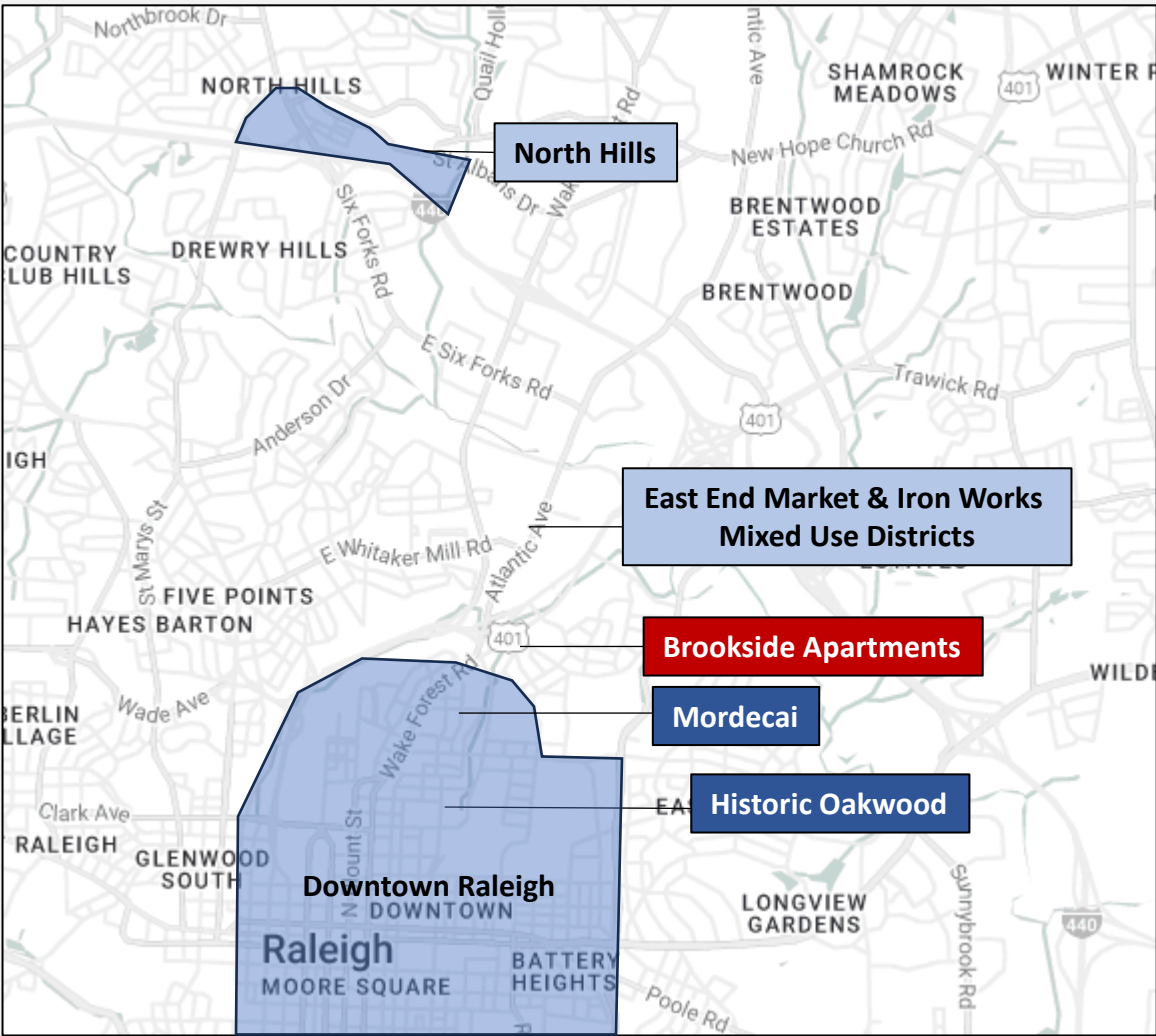 Northbrook Dr
Quail Holl
ntic Ave
NORTH HILLS
SHAMROCK
MEADOWS
401
WINTER P
North Hills
St Albans Dr
Rd
New Hope Church Rd
440
Six Forks Rd
BRENTWOOD
ESTATES
COUNTRY
CLUB HILLS
DREWRY HILLS
BRENTWOOD
E Six Forks Rd
Trawick Rd
Anderson Dr
401
IGH
East End Market & Iron Works
Mixed Use Districts
St Marys St
E Whitaker Mill Rd
Atlantic Ave
FIVE POINTS
HAYES BARTON
401
Brookside Apartments
WILDE
Wade Ave
BERLIN
LLAGE
Wake Forest Rd
Mordecai
Historic Oakwood
EAS
Clark Ave
RALEIGH
GLENWOOD
SOUTH
N Blount St
Downtown Raleigh
DOWNTOWN
LONGVIEW
GARDENS
Sunnybrook Rd
440
Raleigh
MOORE SQUARE
BATTERY
HEIGHTS
Poole Rd